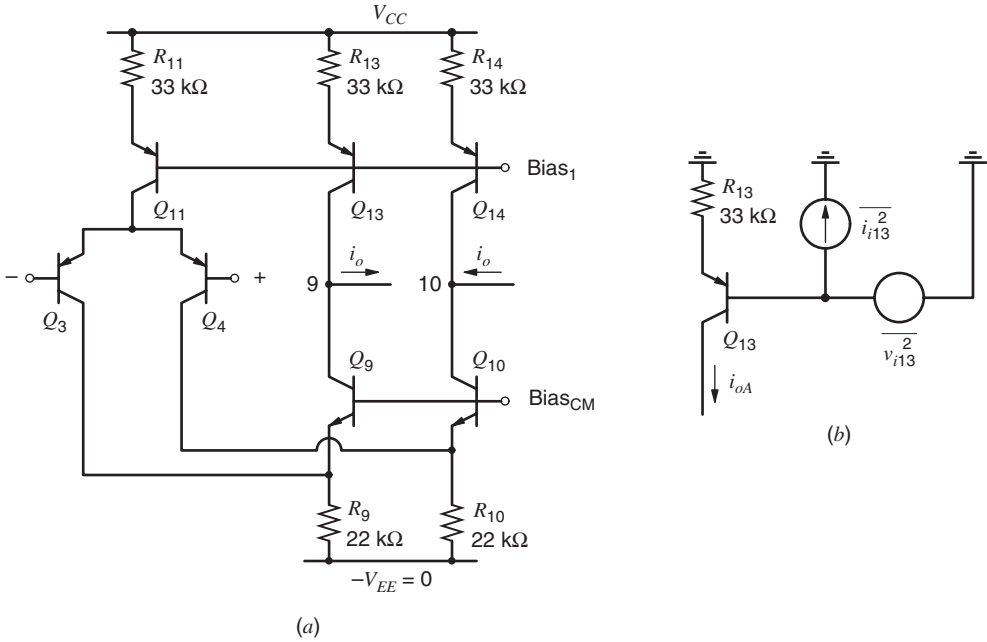 V_CC
R_11
33 kΩ
R_13
33 kΩ
R_14
33 kΩ
Bias_1
Q_11
Q_13
Q_14
−
+
Q_3
Q_4
9
i_o
10
i_o
Q_9
Q_10
Bias_CM
R_9
22 kΩ
R_10
22 kΩ
−V_EE = 0
(a)
R_13
33 kΩ
i_i13^2
Q_13
v_i13^2
i_oA
(b)